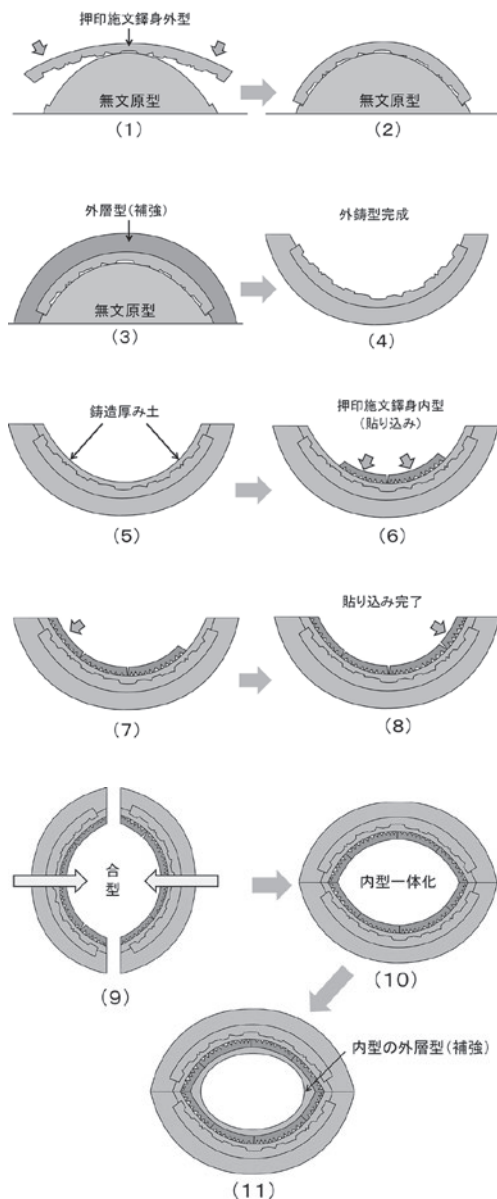 押印施文鐸身外型
無文原型
(1)
無文原型
(2)
外層型(補強)
無文原型
(3)
外鋳型完成
(4)
鋳造厚み土
(5)
押印施文鐸身内型
(貼り込み)
(6)
(7)
貼り込み完了
(8)
合
型
(9)
内型一体化
(10)
内型の外層型(補強)
(11)